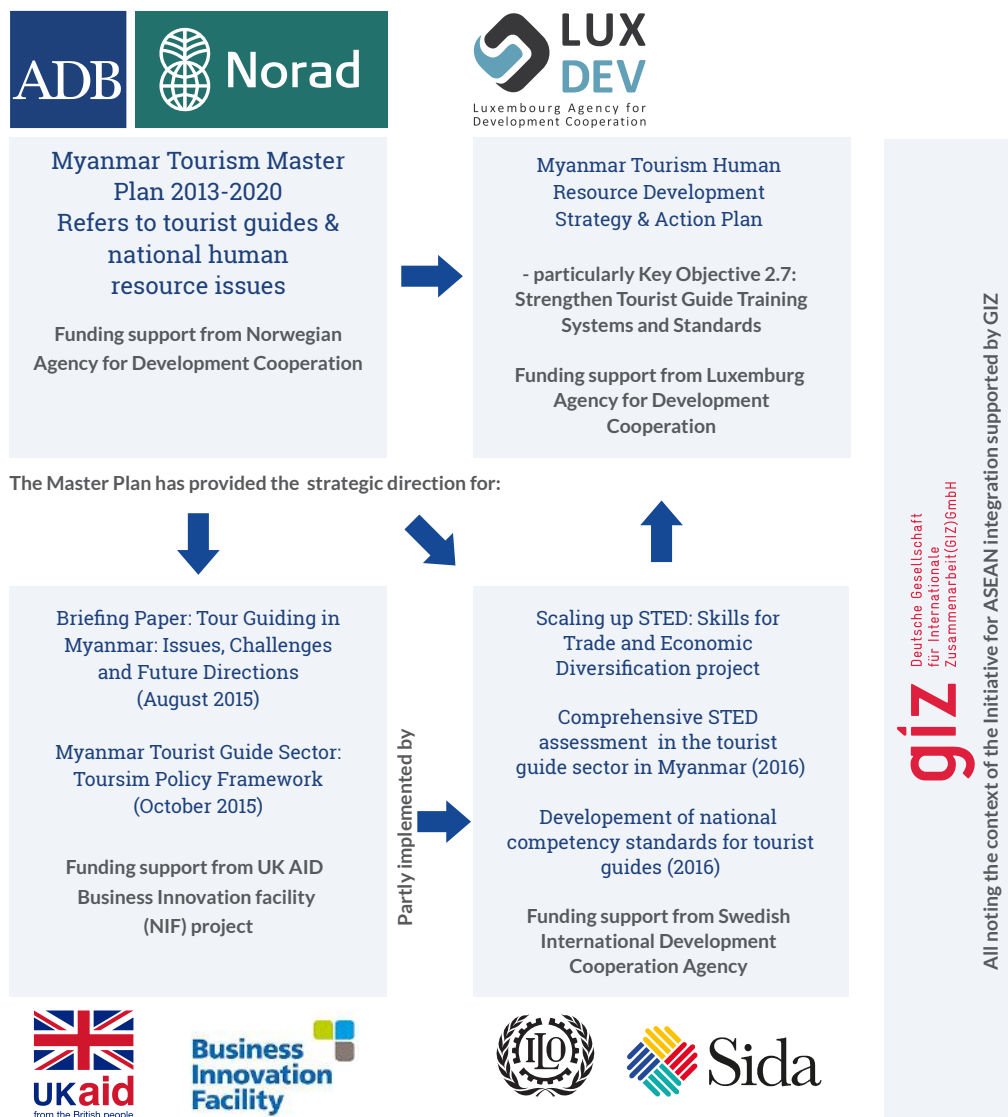 ADB
Norad
LUX
DEV
Luxembourg Agency for
Development Cooperation
Myanmar Tourism Master
Plan 2013-2020
Refers to tourist guides &
national human
resource issues
Funding support from Norwegian
Agency for Development Cooperation
Myanmar Tourism Human
Resource Development
Strategy & Action Plan
- particularly Key Objective 2.7:
Strengthen Tourist Guide Training
Systems and Standards
Funding support from Luxemburg
Agency for Development
Cooperation
The Master Plan has provided the strategic direction for:
Briefing Paper: Tour Guiding in
Myanmar: Issues, Challenges
and Future Directions
(August 2015)
Myanmar Tourist Guide Sector:
Toursim Policy Framework
(October 2015)
Funding support from UK AID
Business Innovation facility
(NIF) project
Partly implemented by
Scaling up STED: Skills for
Trade and Economic
Diversification project
Comprehensive STED
assessment in the tourist
guide sector in Myanmar (2016)
Developement of national
competency standards for tourist
guides (2016)
Funding support from Swedish
International Development
Cooperation Agency
giz
Deutsche Gesellschaft
für Internationale
Zusammenarbeit(GIZ)GmbH
All noting the context of the Initiative for ASEAN integration supported by GIZ
UKaid
from the British people
Business
Innovation
Facility
ILO
Sida